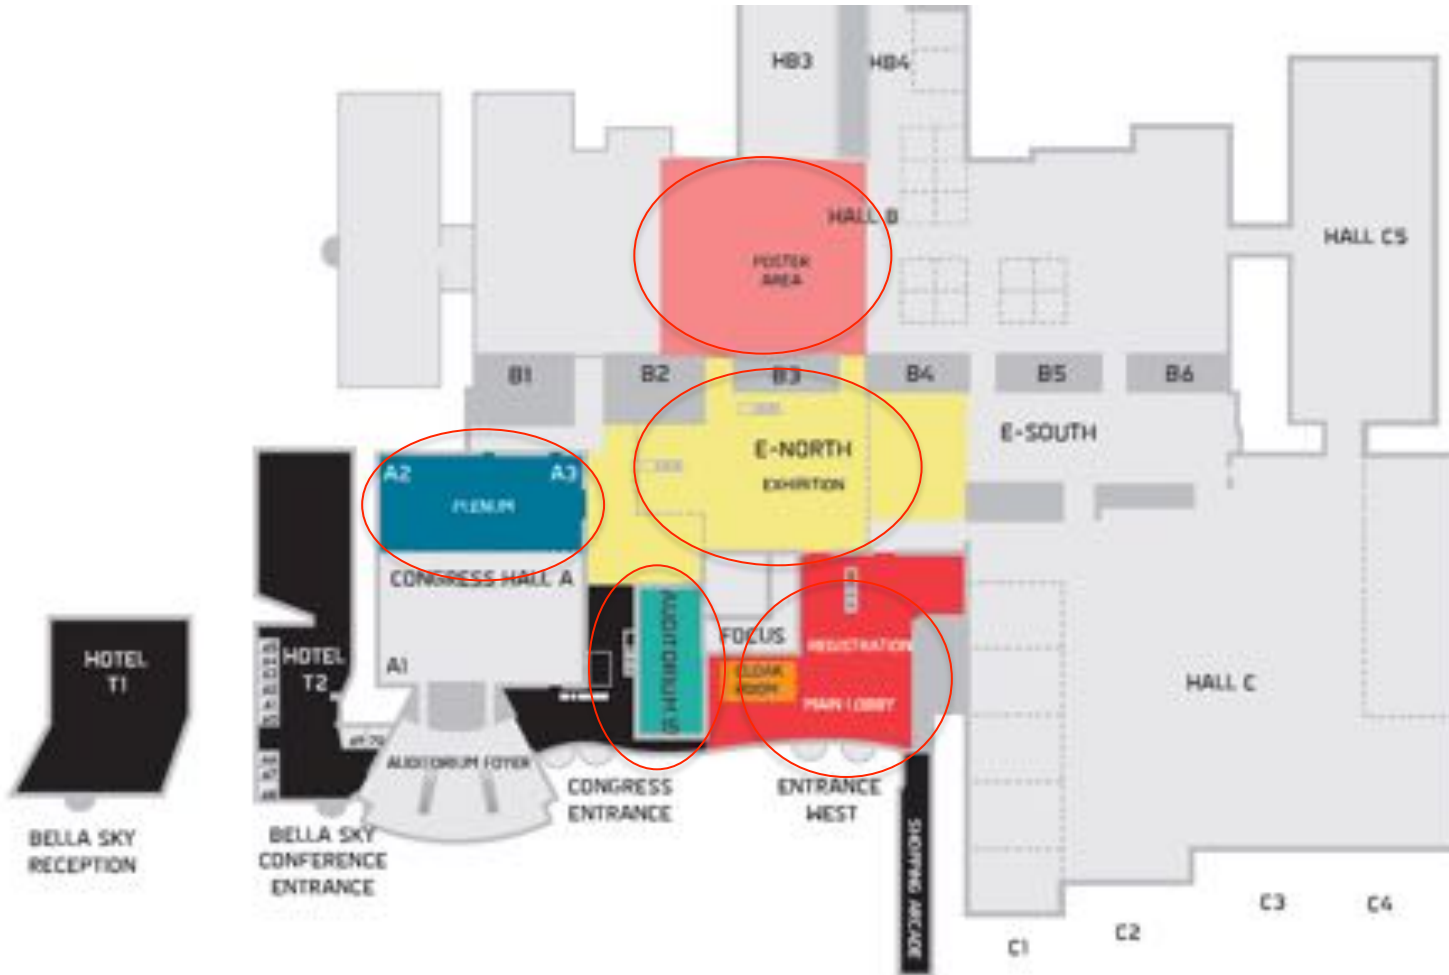 HB3
HB4
HALL B
POSTER
AREA
HALL C5
B1
B2
B3
B4
B5
B6
E-NORTH
EXHIBITION
E-SOUTH
A2
A3
PLENUM
CONGRESS HALL A
A1
AUDITORIUMS
FOCUS
CLOAK
ROOM
REGISTRATION
MAIN LOBBY
HOTEL
T1
HOTEL
T2
AUDITORIUM FOYER
HALL C
CONGRESS
ENTRANCE
ENTRANCE
WEST
BELLA SKY
RECEPTION
BELLA SKY
CONFERENCE
ENTRANCE
SHOPPING ARCADE
C1
C2
C3
C4